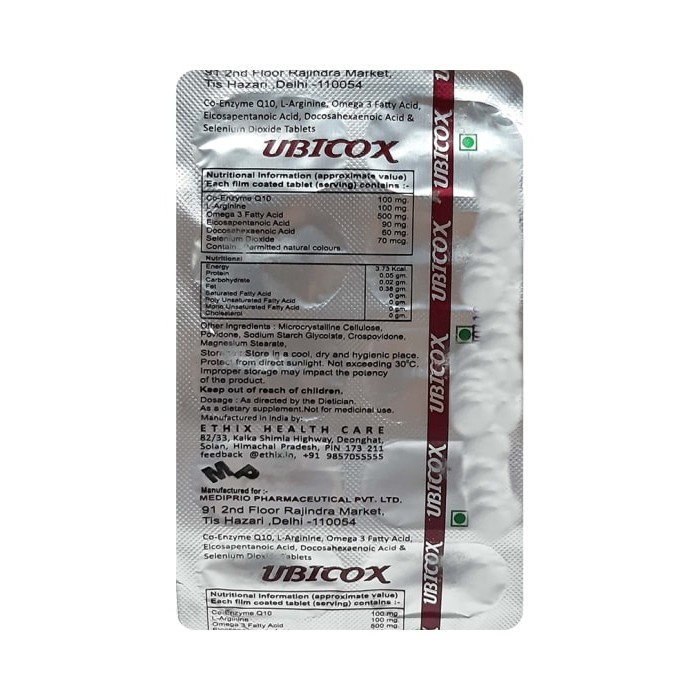 91 2nd Floor Rajindra Market,
Tis Hazari ,Delhi -110054
Co-Enzyme Q10, L-Arginine, Omega 3 Fatty Acid,
Eicosapentanoic Acid, Docosahexaenoic Acid &
Selenium Dioxide Tablets
UBICOX
Nutritional Information (approximate value)
Each film coated tablet (serving) contains :-
Co-Enzyme Q10 100 mg.
L-Arginine 100 mg
Omega 3 Fatty Acid 500 mg.
Eicosapentanoic Acid 90 mg.
Docosahexaenoic Acid 60 mg.
Selenium Dioxide 70 mcg.
Contain permitted natural colours.
Nutritional
Energy 3.73 Kcal
Protein 0.05 gm.
Carbohydrate 0.02 gm.
Fat 0.38 gm.
Saturated Fatty Acid 0 gm
Poly Unsaturated Fatty Acid 0 gm
Mono Unsaturated Fatty Acid 0 gm
Cholesterol 0 gm.
Other Ingredients : Microcrystalline Cellulose,
Povidone, Sodium Starch Glycolate, Crospovidone,
Magnesium Stearate,
Store in a cool, dry and hygienic place.
Protect from direct sunlight. Not exceeding 30°C.
Improper storage may impact the potency
of the product.
Keep out of reach of children.
Dosage : As directed by the Dietician.
As a dietary supplement.Not for medicinal use.
Manufactured in India by:
ETHIX HEALTH CARE
82/33, Kalka Shimla Highway, Deonghat,
Solan, Himachal Pradesh, PIN 173 211
feedback @ethix.in, +91 9857055555
MP
Manufactured for :-
MEDIPRIO PHARMACEUTICAL PVT. LTD.
91 2nd Floor Rajindra Market,
Tis Hazari ,Delhi -110054
Co-Enzyme Q10, L-Arginine, Omega 3 Fatty Acid,
Eicosapentanoic Acid, Docosahexaenoic Acid &
Selenium Dioxide Tablets
UBICOX
Nutritional Information (approximate value)
Each film coated tablet (serving) contains :-
Co-Enzyme Q10 100 mg.
L-Arginine 100 mg
Omega 3 Fatty Acid 500 mg.
UBICOX
UBICOX
UBICOX
UBICOX
UBICOX